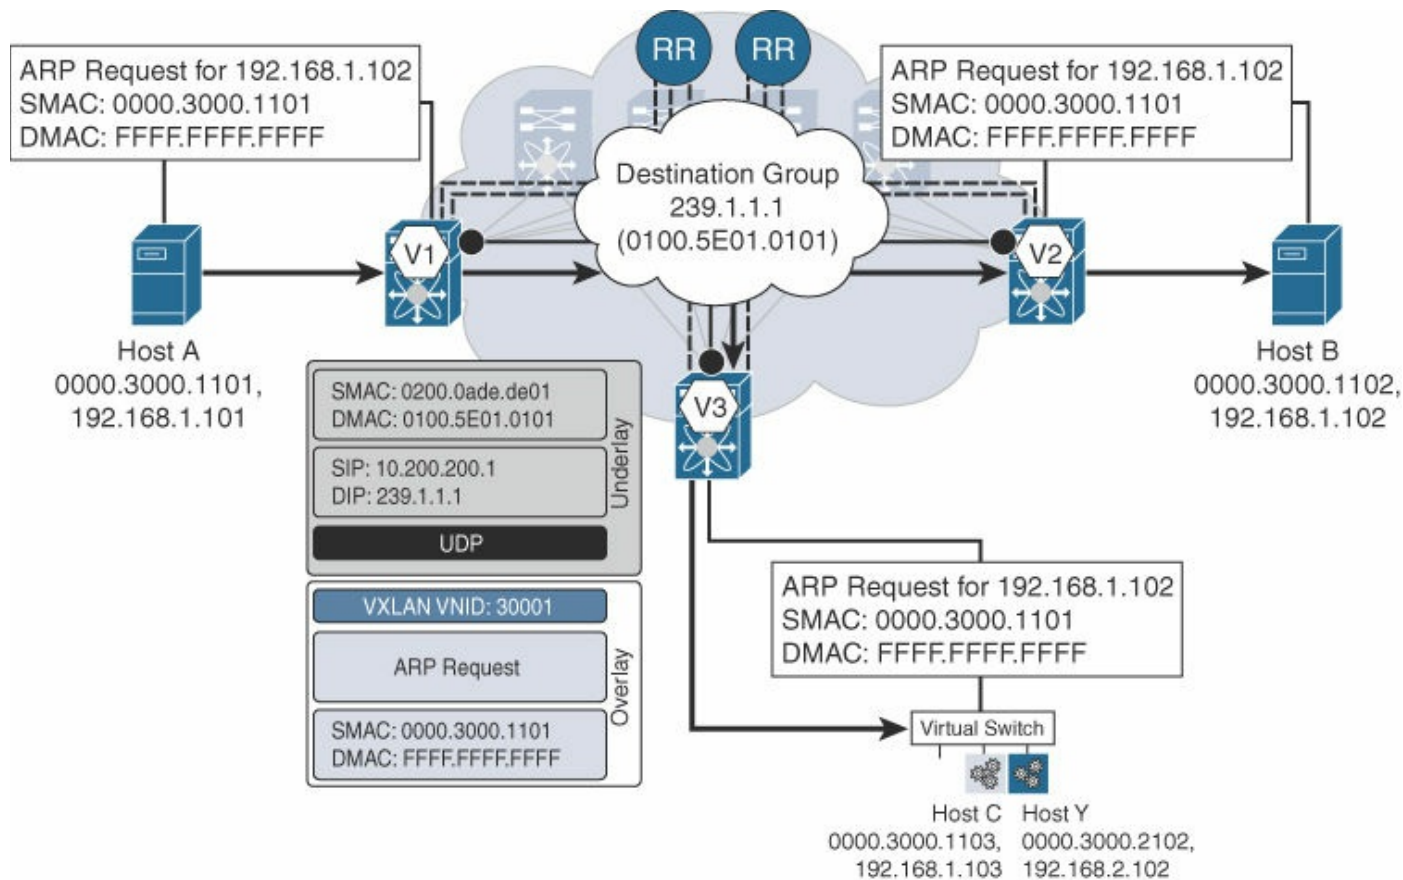 RR
RR
ARP Request for 192.168.1.102
SMAC: 0000.3000.1101
DMAC: FFFF.FFFF.FFFF
ARP Request for 192.168.1.102
SMAC: 0000.3000.1101
DMAC: FFFF.FFFF.FFFF
Destination Group
239.1.1.1
(0100.5E01.0101)
V1
V2
Host A
0000.3000.1101,
192.168.1.101
Host B
0000.3000.1102,
192.168.1.102
V3
SMAC: 0200.0ade.de01
DMAC: 0100.5E01.0101
SIP: 10.200.200.1
DIP: 239.1.1.1
UDP
Underlay
VXLAN VNID: 30001
ARP Request
SMAC: 0000.3000.1101
DMAC: FFFF.FFFF.FFFF
Overlay
ARP Request for 192.168.1.102
SMAC: 0000.3000.1101
DMAC: FFFF.FFFF.FFFF
Virtual Switch
Host C
0000.3000.1103,
192.168.1.103
Host Y
0000.3000.2102,
192.168.2.102